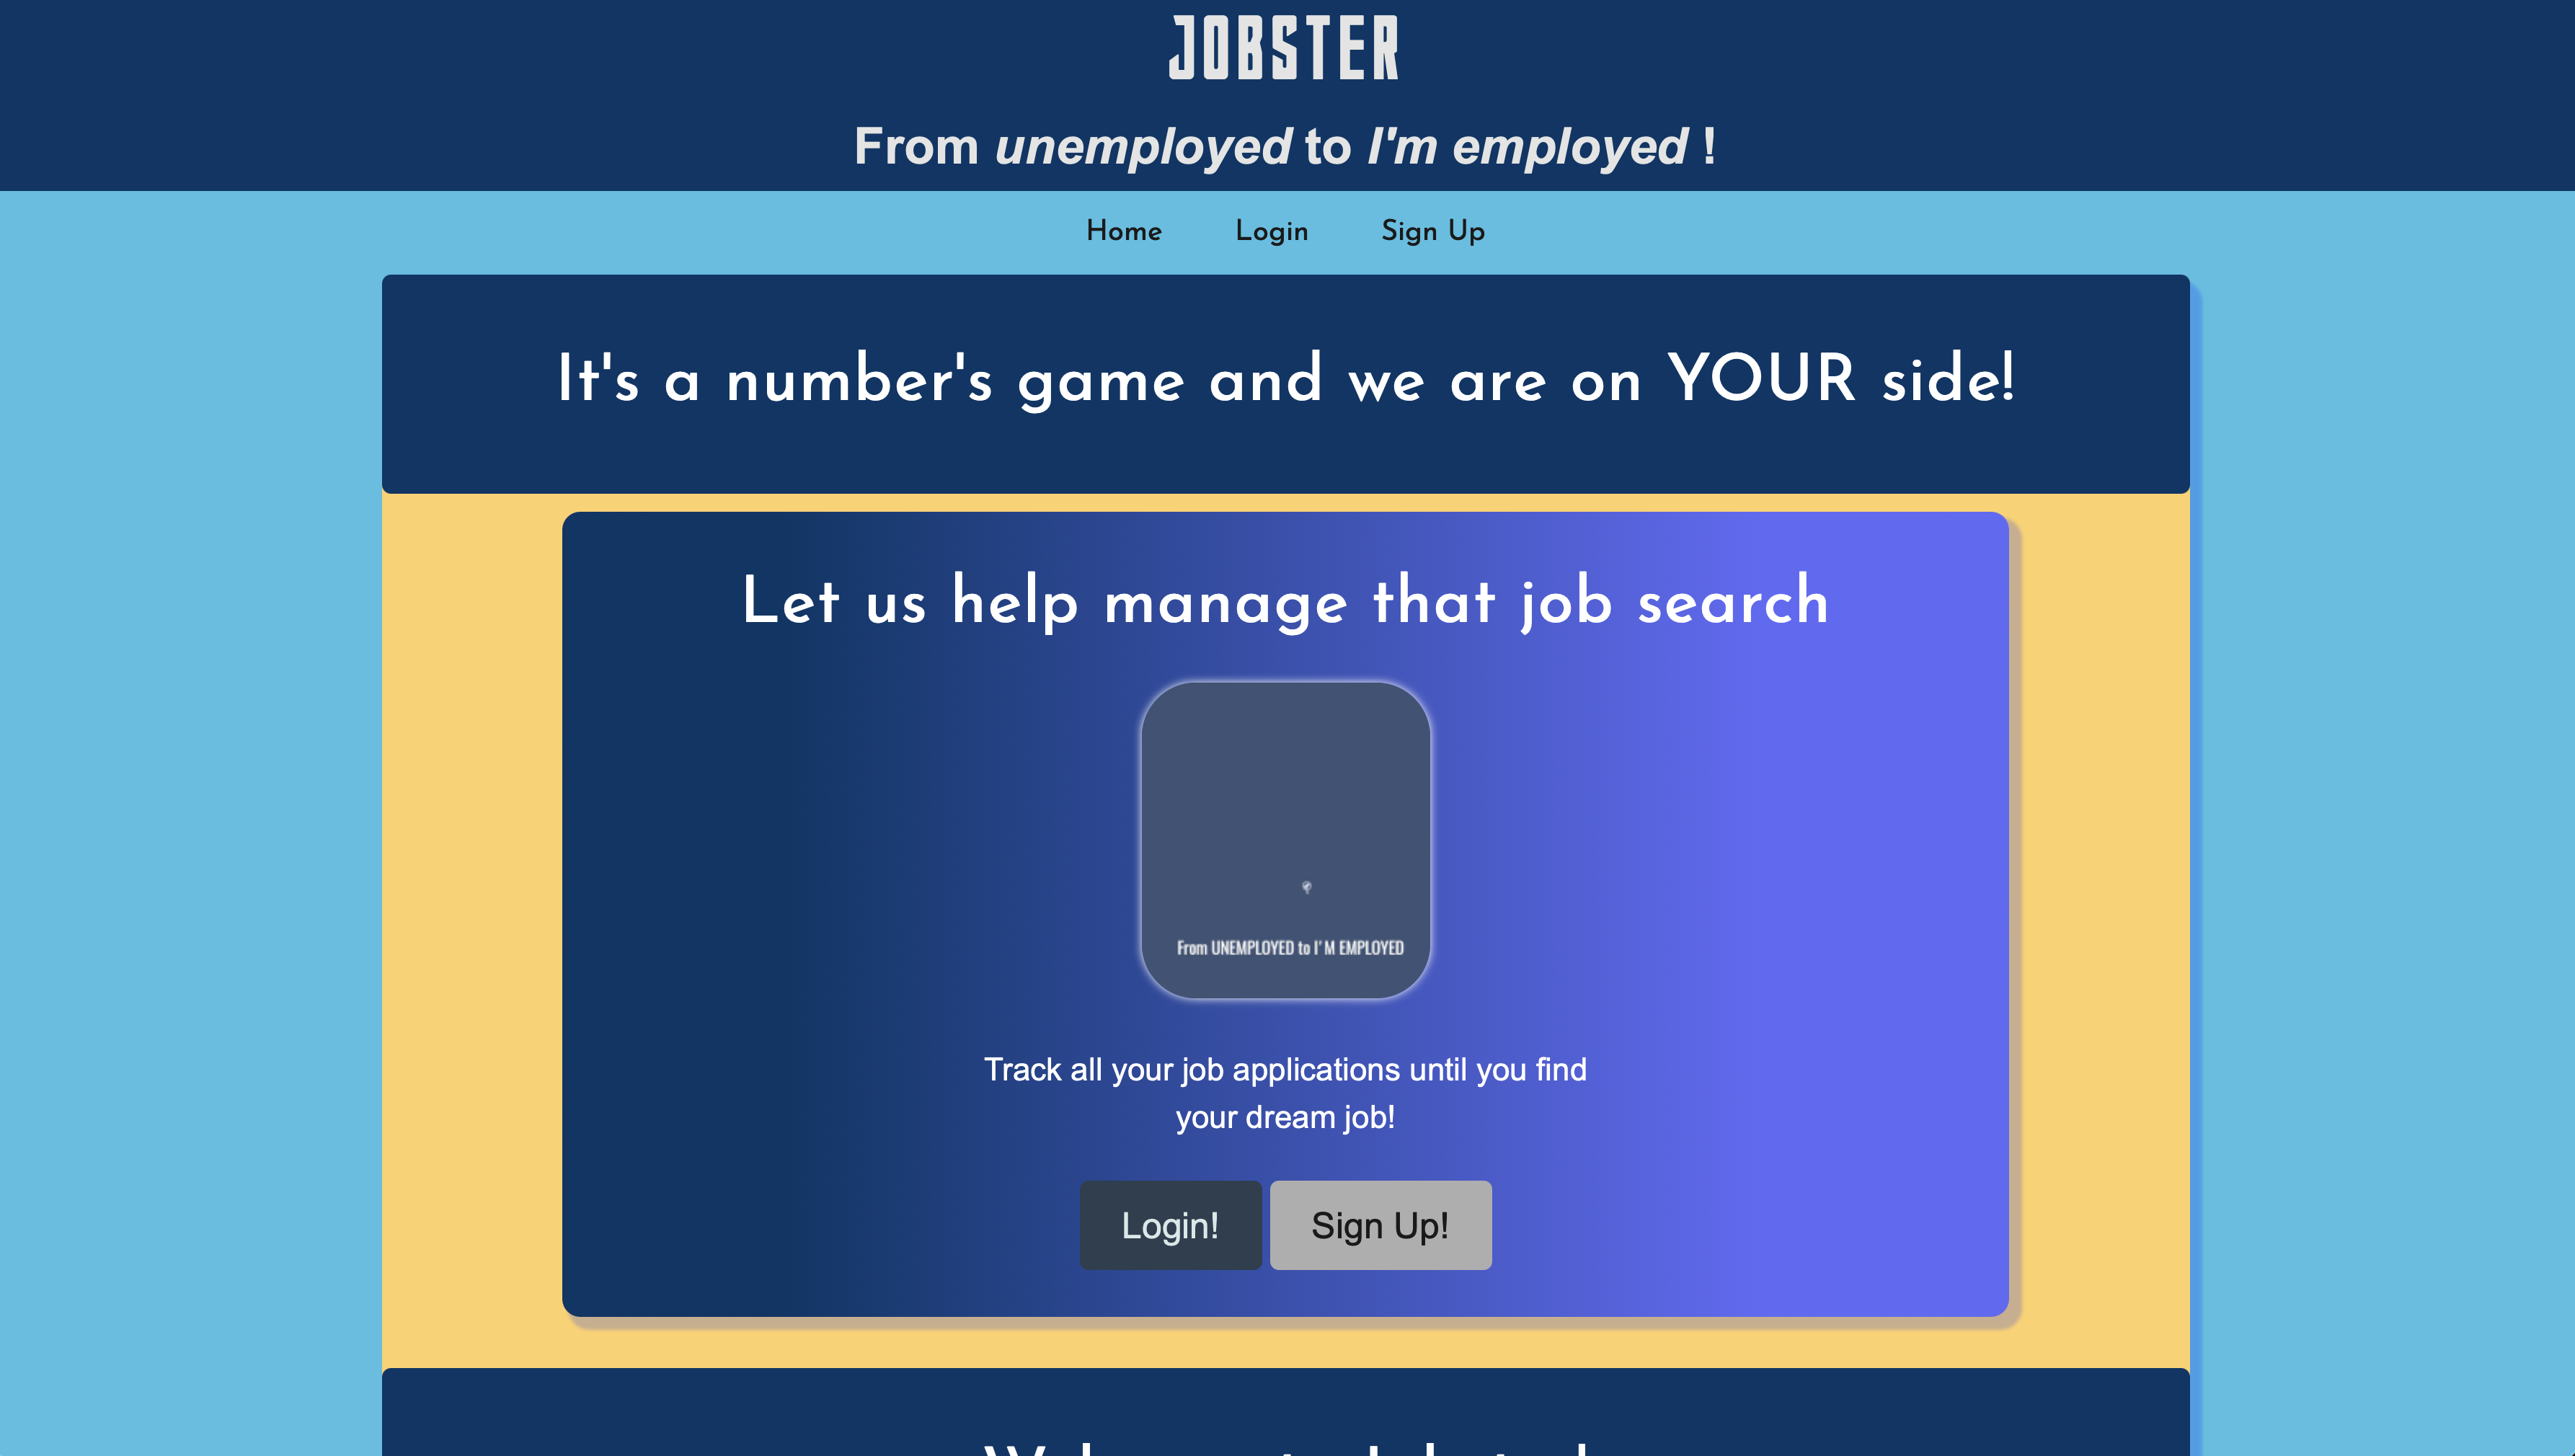 JOBSTER
From unemployed to I'm employed !
Home Login Sign Up
It's a number's game and we are on YOUR side!
Let us help manage that job search
From UNEMPLOYED to I'M EMPLOYED
Track all your job applications until you find
your dream job!
Login! Sign Up!